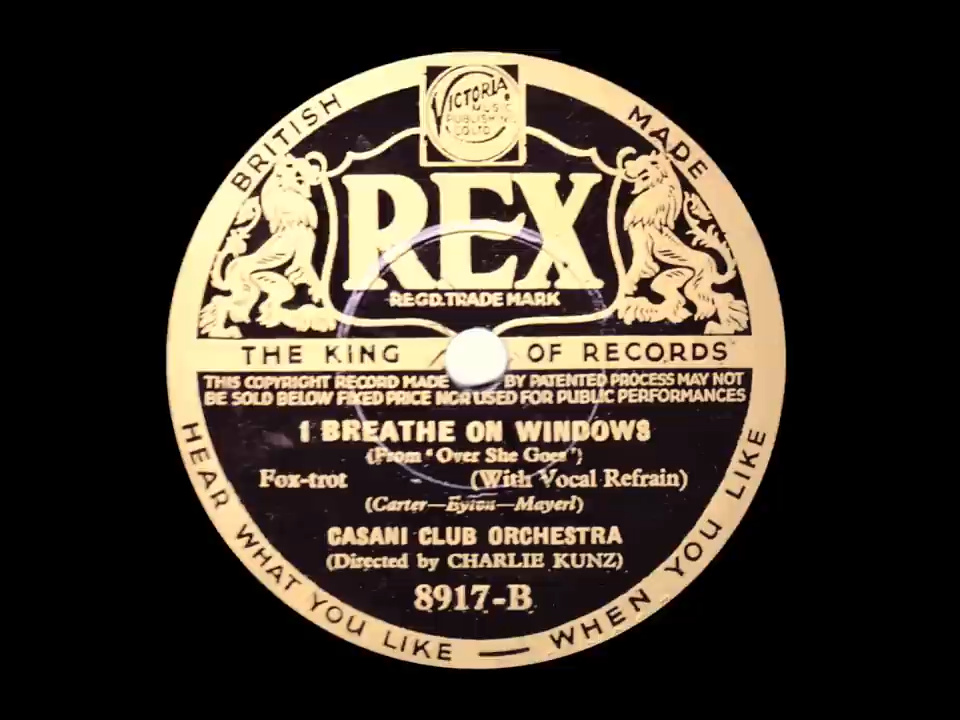 VICTORIA
MUSIC
PUBLISHING
CO LTD
BRITISH MADE
REX
REGD. TRADE MARK
THE KING OF RECORDS
THIS COPYRIGHT RECORD MADE BY PATENTED PROCESS MAY NOT
BE SOLD BELOW FIXED PRICE NOR USED FOR PUBLIC PERFORMANCES
I BREATHE ON WINDOWS
(From "Over She Goes")
Fox-trot (With Vocal Refrain)
(Carter—Eyton—Mayerl)
CASANI CLUB ORCHESTRA
(Directed by CHARLIE KUNZ)
8917-B
HEAR WHAT YOU LIKE — WHEN YOU LIKE